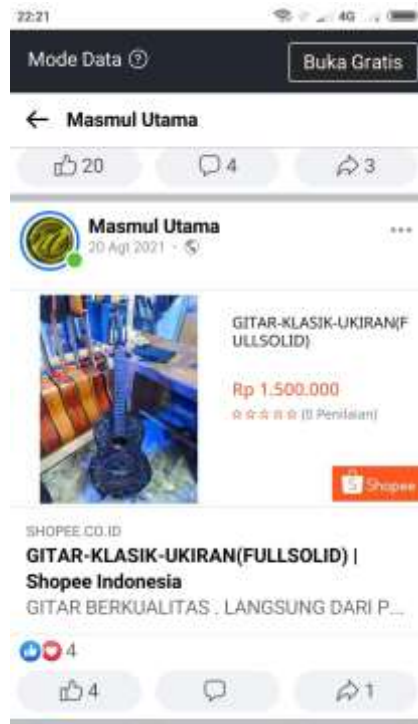 22:21
4G
Mode Data ?
Buka Gratis
← Masmul Utama
20
4
3
Masmul Utama
20 Agt 2021 ·
GITAR-KLASIK-UKIRAN(F
ULLSOLID)
Rp 1.500.000
☆☆☆☆☆ (0 Penilaian)
Shopee
SHOPEE.CO.ID
GITAR-KLASIK-UKIRAN(FULLSOLID) |
Shopee Indonesia
GITAR BERKUALITAS . LANGSUNG DARI P...
4
4
1